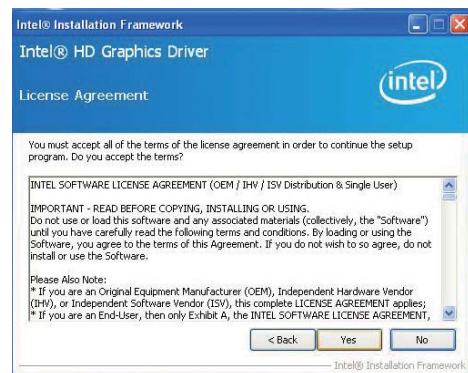 Intel® Installation Framework
Intel® HD Graphics Driver
License Agreement
intel
You must accept all of the terms of the license agreement in order to continue the setup
program. Do you accept the terms?
INTEL SOFTWARE LICENSE AGREEMENT (OEM / IHV / ISV Distribution & Single User)
IMPORTANT - READ BEFORE COPYING, INSTALLING OR USING.
Do not use or load this software and any associated materials (collectively, the "Software")
until you have carefully read the following terms and conditions. By loading or using the
Software, you agree to the terms of this Agreement. If you do not wish to so agree, do not
install or use the Software.
Please Also Note:
* If you are an Original Equipment Manufacturer (OEM), Independent Hardware Vendor
(IHV), or Independent Software Vendor (ISV), this complete LICENSE AGREEMENT applies;
* If you are an End-User, then only Exhibit A, the INTEL SOFTWARE LICENSE AGREEMENT,
< Back Yes No
Intel® Installation Framework